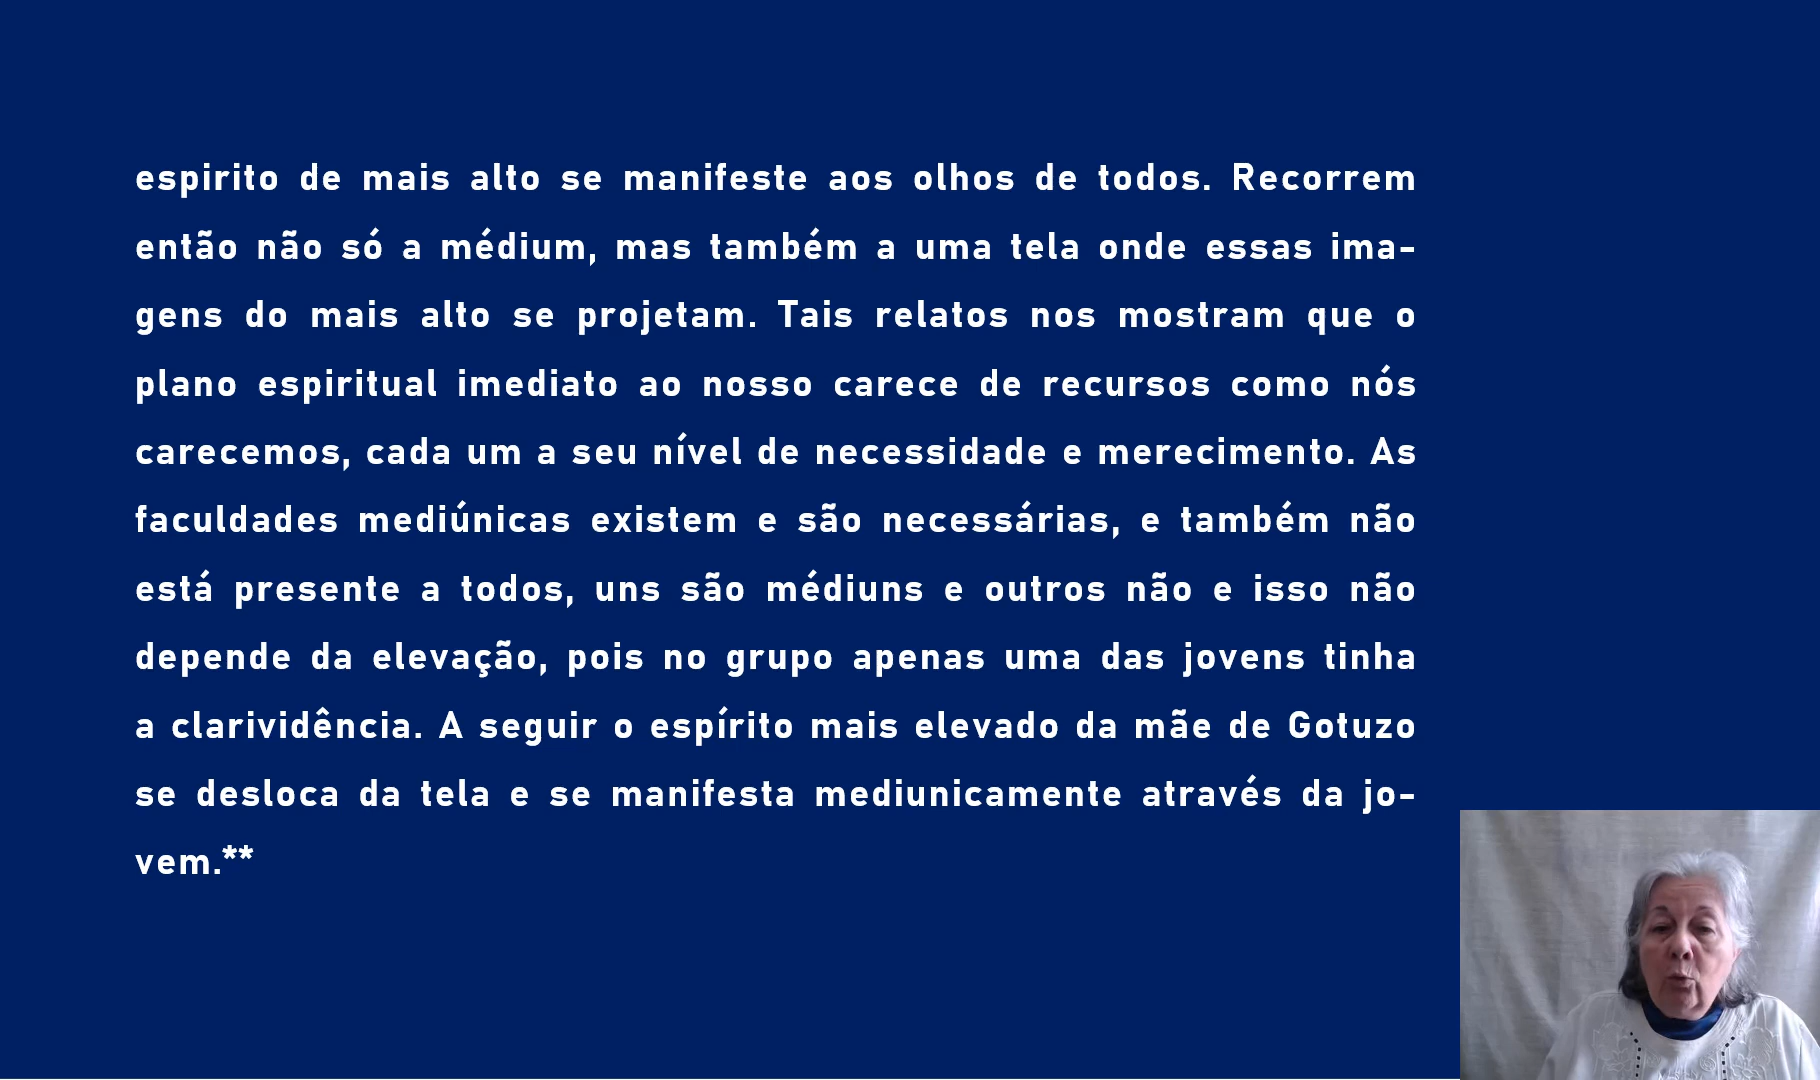 espirito de mais alto se manifeste aos olhos de todos. Recorrem
então não só a médium, mas também a uma tela onde essas ima-
gens do mais alto se projetam. Tais relatos nos mostram que o
plano espiritual imediato ao nosso carece de recursos como nós
carecemos, cada um a seu nível de necessidade e merecimento. As
faculdades mediúnicas existem e são necessárias, e também não
está presente a todos, uns são médiuns e outros não e isso não
depende da elevação, pois no grupo apenas uma das jovens tinha
a clarividência. A seguir o espírito mais elevado da mãe de Gotuzo
se desloca da tela e se manifesta mediunicamente através da jo-
vem.**